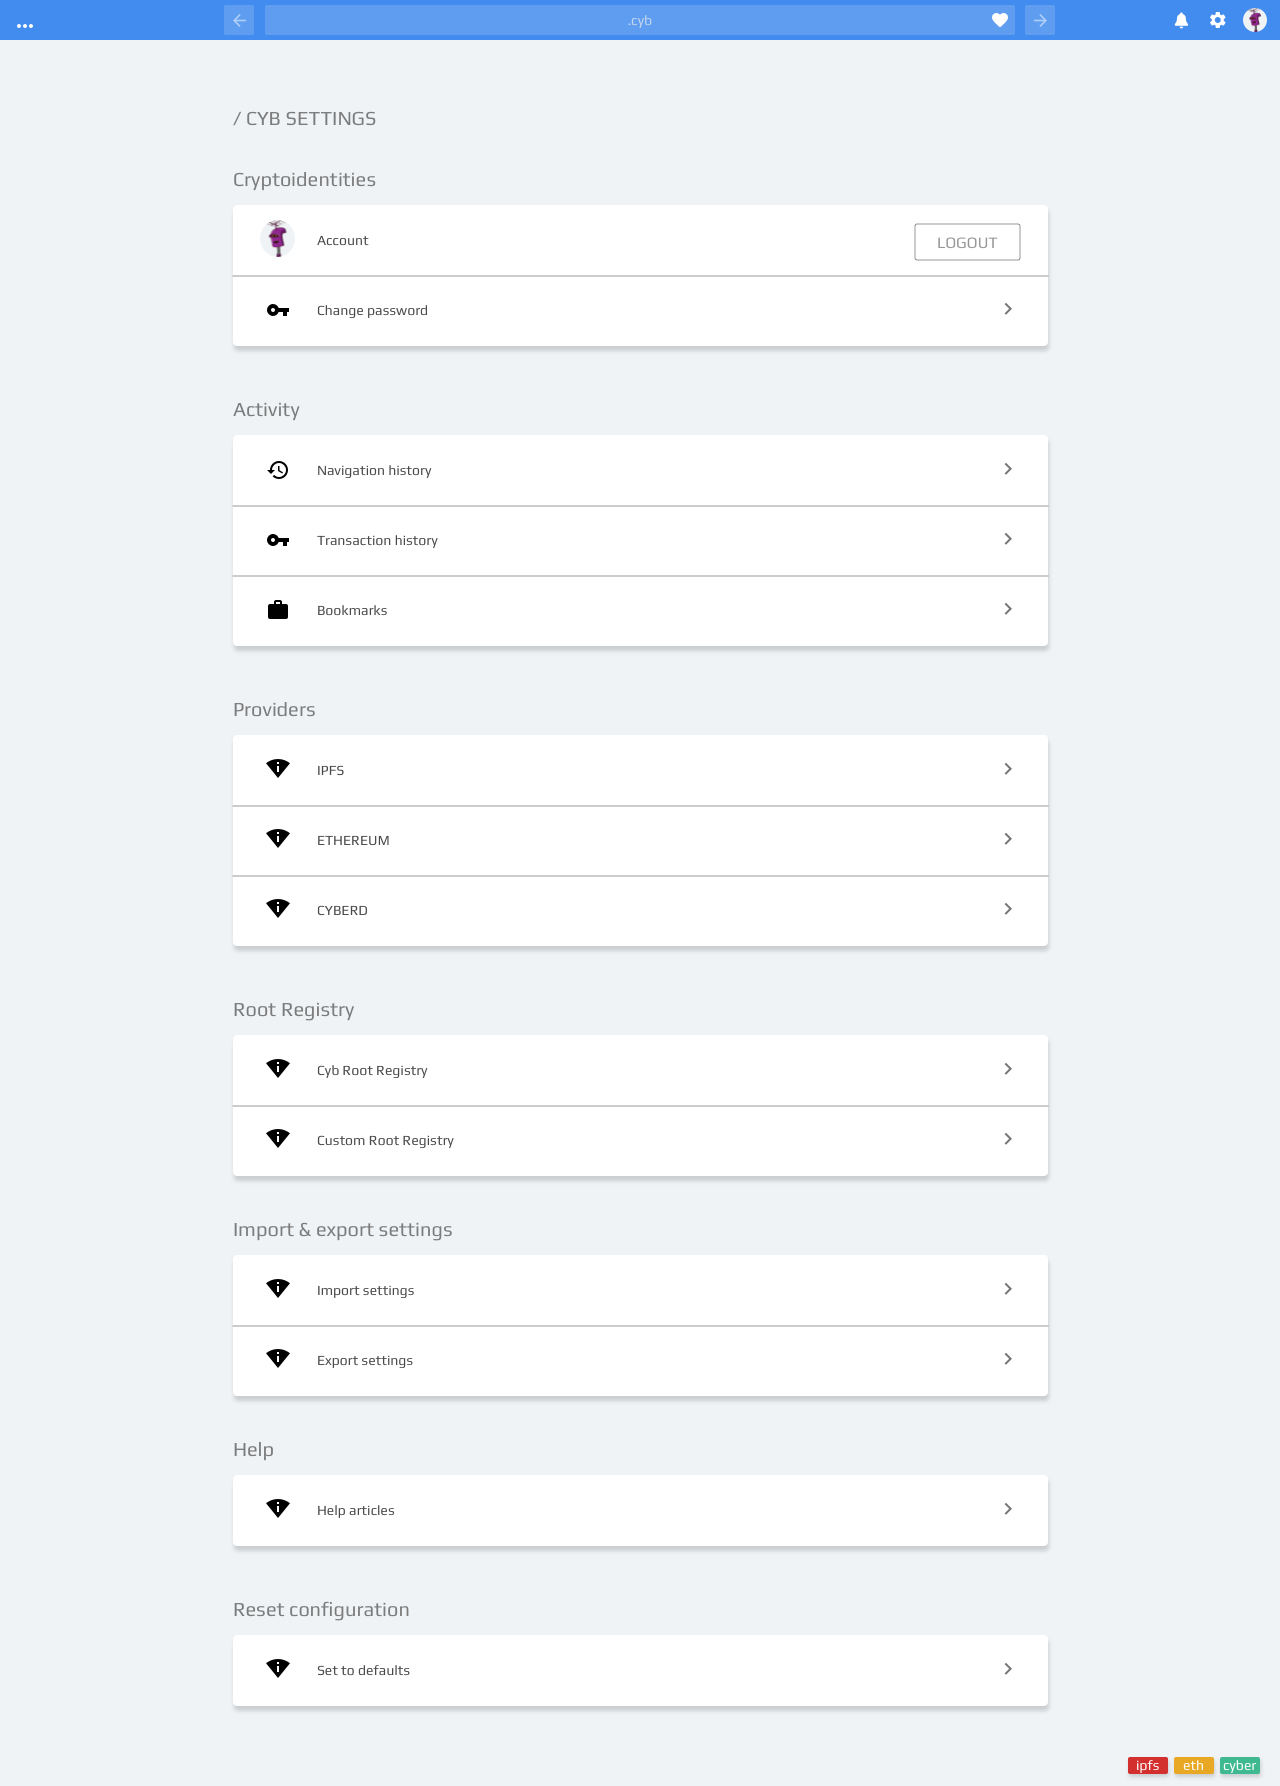 .cyb
/ CYB SETTINGS
Cryptoidentities
Account
LOGOUT
Change password
Activity
Navigation history
Transaction history
Bookmarks
Providers
IPFS
ETHEREUM
CYBERD
Root Registry
Cyb Root Registry
Custom Root Registry
Import & export settings
Import settings
Export settings
Help
Help articles
Reset configuration
Set to defaults
ipfs eth cyber